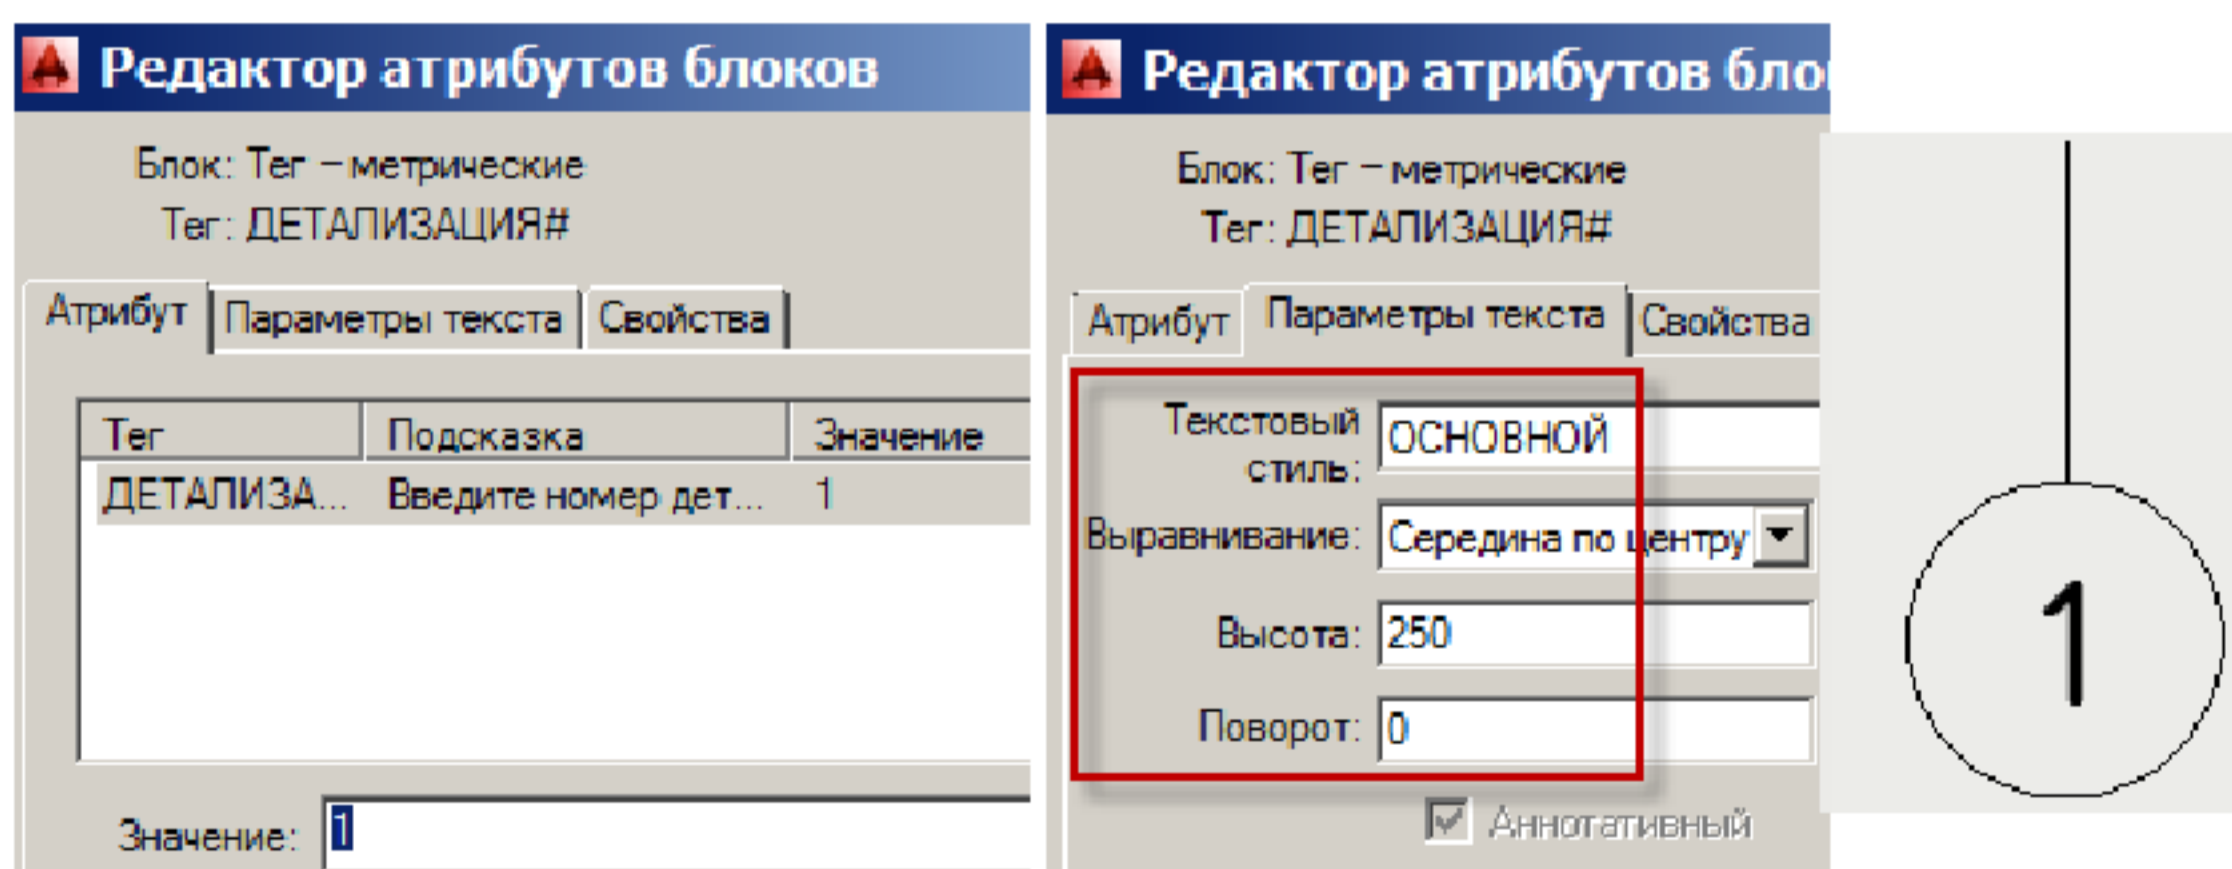 Редактор атрибутов блоков
Блок: Тег – метрические
Тег: ДЕТАЛИЗАЦИЯ#
Атрибут Параметры текста Свойства
Тег Подсказка Значение
ДЕТАЛИЗА... Введите номер дет... 1
Значение: 1
Редактор атрибутов бло
Блок: Тег – метрические
Тег: ДЕТАЛИЗАЦИЯ#
Атрибут Параметры текста Свойства
Текстовый
стиль: ОСНОВНОЙ
Выравнивание: Середина по центру
Высота: 250
Поворот: 0
Аннотативный
1